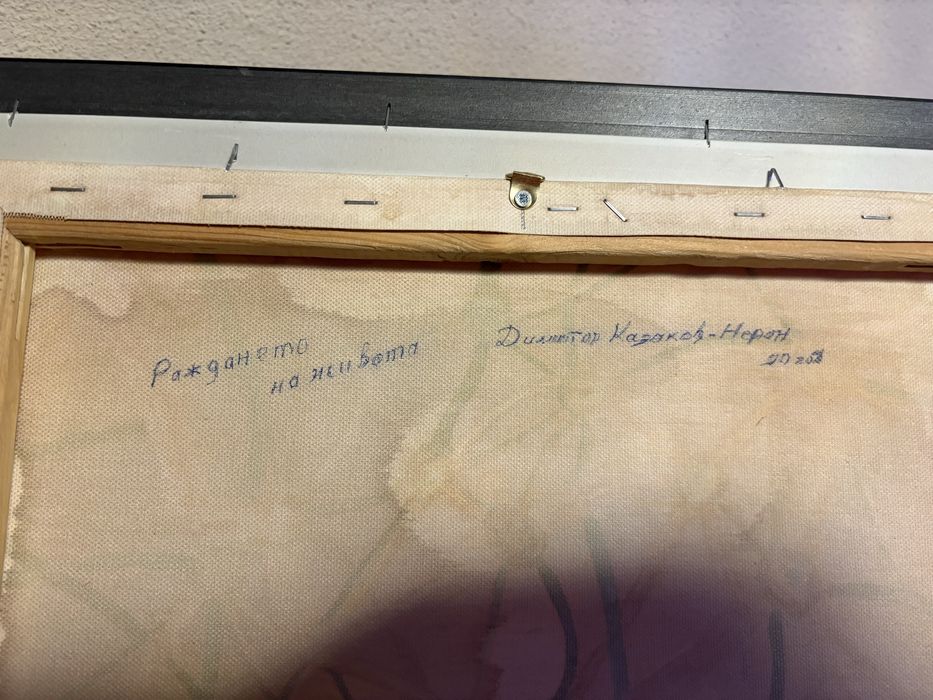 Раждането
на живота
Димитър Казаков-Нерон